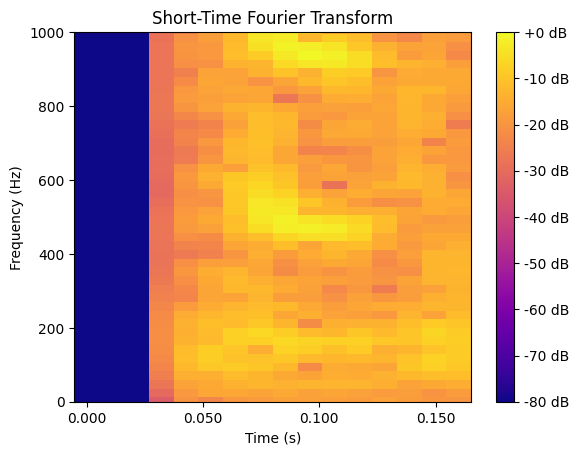 Short-Time Fourier Transform
1000
800
600
400
200
0
Frequency (Hz)
0.000
0.050
0.100
0.150
Time (s)
+0 dB
-10 dB
-20 dB
-30 dB
-40 dB
-50 dB
-60 dB
-70 dB
-80 dB